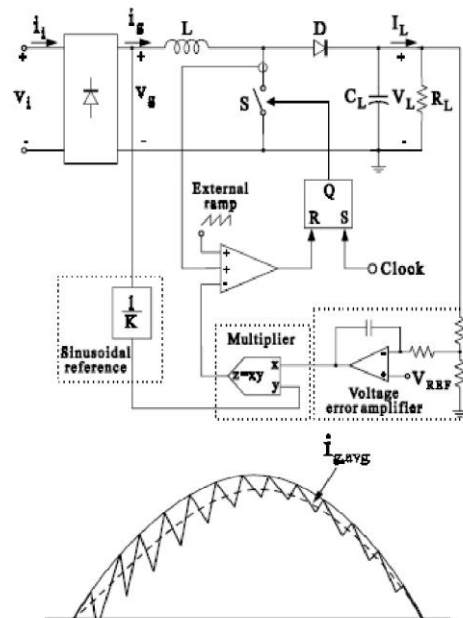 i_i i_g L D I_L
+ + +
v_i v_g S C_L V_L R_L
- - -
External
ramp
Q
R S
+
+
-
Clock
1
K
Sinusoidal
reference
Multiplier
x
z=xy
y
-
+
V_REF
Voltage
error amplifier
i_g,avg